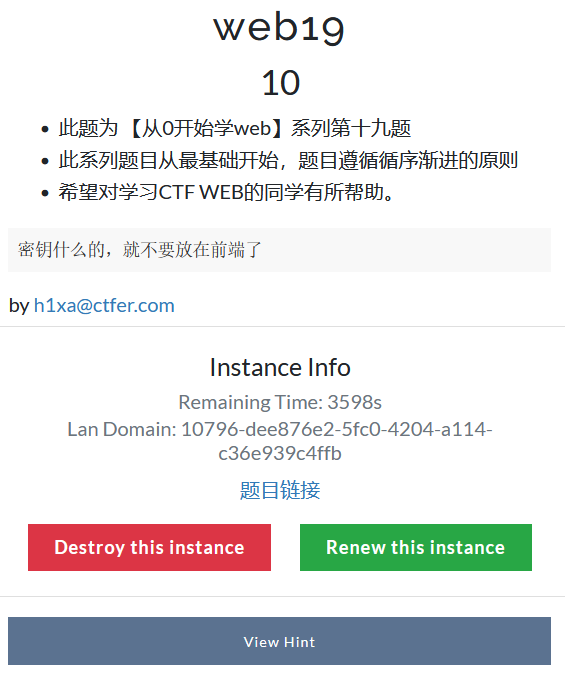 web19
10
此题为 【从0开始学web】系列第十九题
此系列题目从最基础开始，题目遵循循序渐进的原则
希望对学习CTF WEB的同学有所帮助。
密钥什么的，就不要放在前端了
by h1xa@ctfer.com
Instance Info
Remaining Time: 3598s
Lan Domain: 10796-dee876e2-5fc0-4204-a114-
c36e939c4ffb
题目链接
Destroy this instance
Renew this instance
View Hint